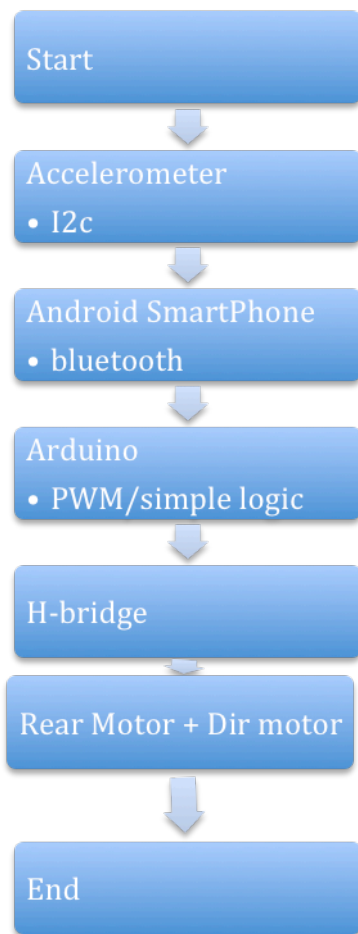 Start
Accelerometer
• I2c
Android SmartPhone
• bluetooth
Arduino
• PWM/simple logic
H-bridge
Rear Motor + Dir motor
End